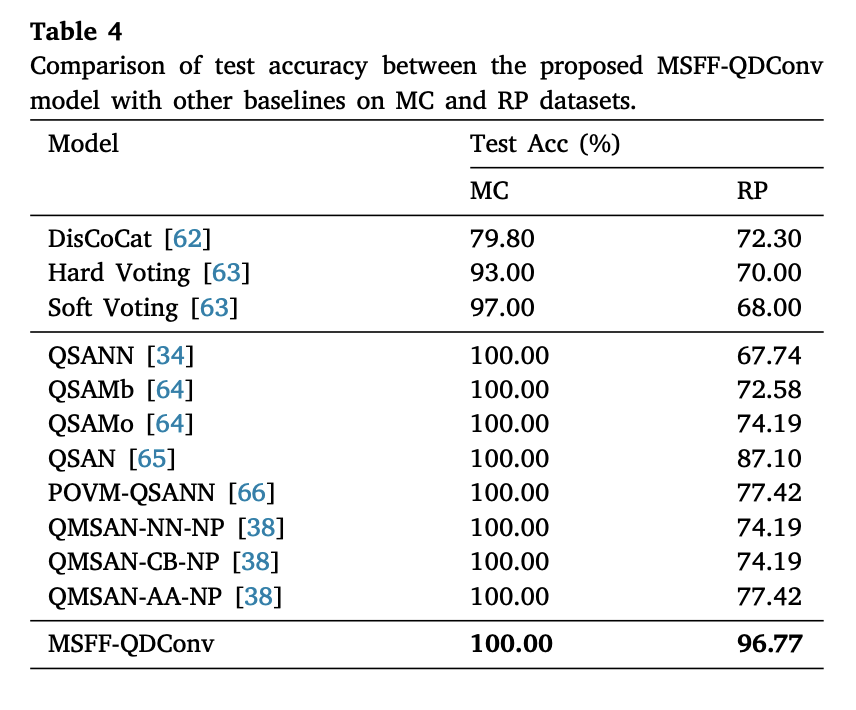 Table 4
Comparison of test accuracy between the proposed MSFF-QDConv
model with other baselines on MC and RP datasets.
Model Test Acc (%)
MC RP
DisCoCat [62] 79.80 72.30
Hard Voting [63] 93.00 70.00
Soft Voting [63] 97.00 68.00
QSANN [34] 100.00 67.74
QSAMb [64] 100.00 72.58
QSAMo [64] 100.00 74.19
QSAN [65] 100.00 87.10
POVM-QSANN [66] 100.00 77.42
QMSAN-NN-NP [38] 100.00 74.19
QMSAN-CB-NP [38] 100.00 74.19
QMSAN-AA-NP [38] 100.00 77.42
MSFF-QDConv 100.00 96.77